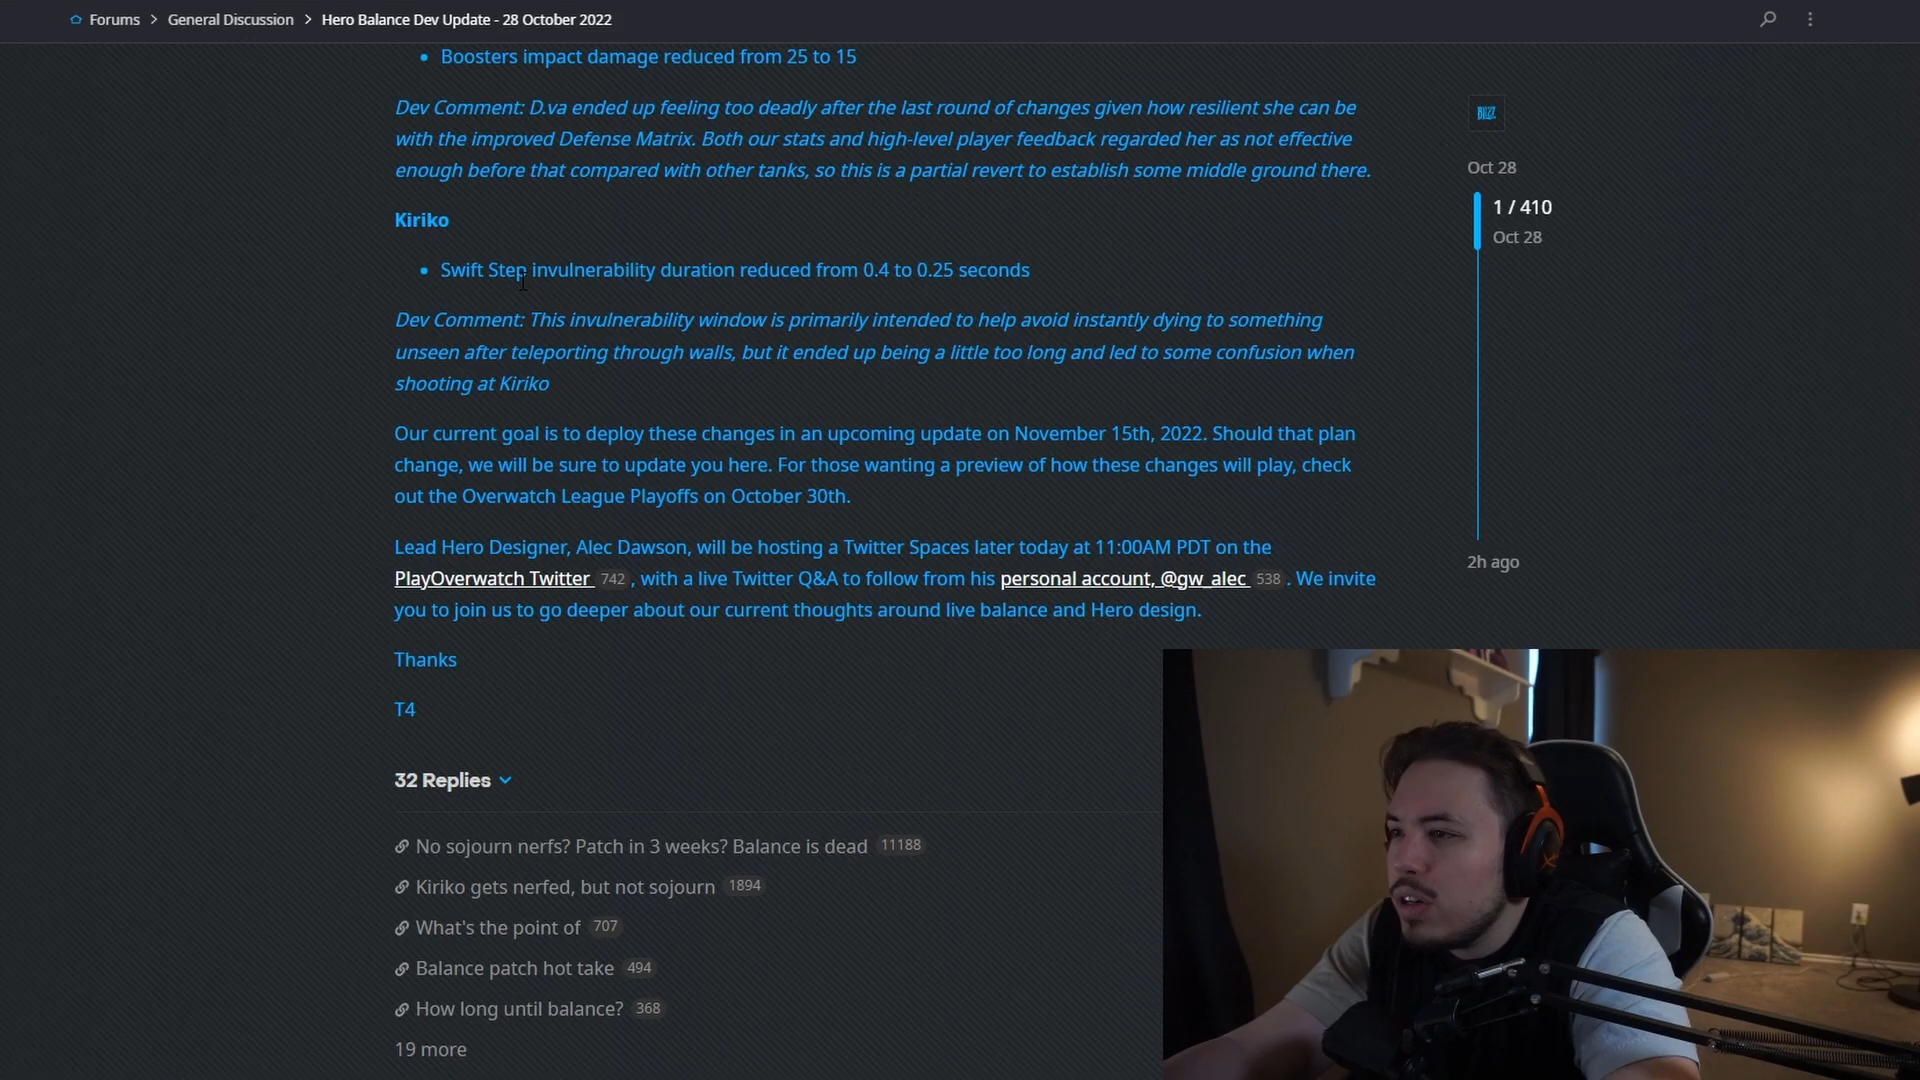 Forums > General Discussion > Hero Balance Dev Update - 28 October 2022
• Boosters impact damage reduced from 25 to 15
Dev Comment: D.va ended up feeling too deadly after the last round of changes given how resilient she can be
with the improved Defense Matrix. Both our stats and high-level player feedback regarded her as not effective
enough before that compared with other tanks, so this is a partial revert to establish some middle ground there.
Kiriko
• Swift Step invulnerability duration reduced from 0.4 to 0.25 seconds
Dev Comment: This invulnerability window is primarily intended to help avoid instantly dying to something
unseen after teleporting through walls, but it ended up being a little too long and led to some confusion when
shooting at Kiriko
Our current goal is to deploy these changes in an upcoming update on November 15th, 2022. Should that plan
change, we will be sure to update you here. For those wanting a preview of how these changes will play, check
out the Overwatch League Playoffs on October 30th.
Lead Hero Designer, Alec Dawson, will be hosting a Twitter Spaces later today at 11:00AM PDT on the
PlayOverwatch Twitter 742 , with a live Twitter Q&A to follow from his personal account, @gw_alec 538 . We invite
you to join us to go deeper about our current thoughts around live balance and Hero design.
Thanks
T4
32 Replies
No sojourn nerfs? Patch in 3 weeks? Balance is dead 11188
Kiriko gets nerfed, but not sojourn 1894
What's the point of 707
Balance patch hot take 494
How long until balance? 368
19 more
BLIZZ
Oct 28
1 / 410
Oct 28
2h ago